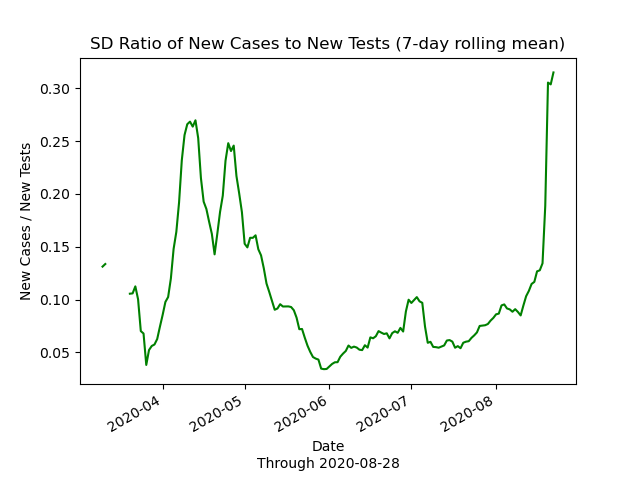 SD Ratio of New Cases to New Tests (7-day rolling mean)
New Cases / New Tests
0.30
0.25
0.20
0.15
0.10
0.05
2020-04
2020-05
2020-06
2020-07
2020-08
Date
Through 2020-08-28